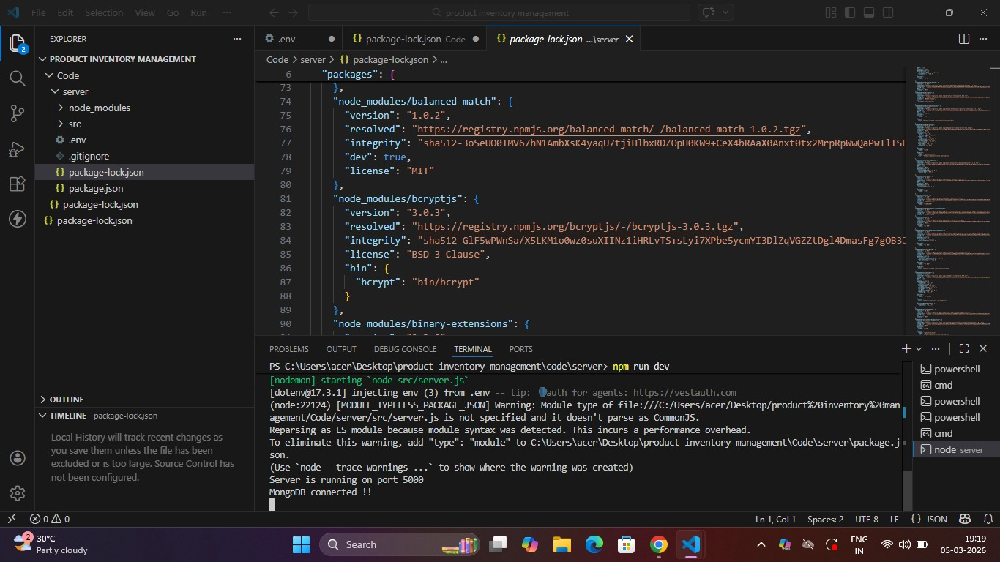 File Edit Selection View Go Run ··· product inventory management
EXPLORER ···
2
PRODUCT INVENTORY MANAGEMENT
Code
server
node_modules
src
.env
.gitignore
{} package-lock.json
{} package.json
{} package-lock.json
{} package-lock.json
OUTLINE
TIMELINE package-lock.json
Local History will track recent changes as
you save them unless the file has been
excluded or is too large. Source Control has
not been configured.
.env {} package-lock.json Code {} package-lock.json ...\server
Code > server > {} package-lock.json > ...
6 "packages": {
73 },
74 "node_modules/balanced-match": {
75 "version": "1.0.2",
76 "resolved": "https://registry.npmjs.org/balanced-match/-/balanced-match-1.0.2.tgz",
77 "integrity": "sha512-3oSeUO0TMV67hN1AmbXsK4yaqU7tjiHlbxRDZOpH0KW9+CeX4bRAaX0Anxt0tx2MrpRpWwQaPwIlISE
78 "dev": true,
79 "license": "MIT"
80 },
81 "node_modules/bcryptjs": {
82 "version": "3.0.3",
83 "resolved": "https://registry.npmjs.org/bcryptjs/-/bcryptjs-3.0.3.tgz",
84 "integrity": "sha512-GlF5wPWnSa/X5LKM1o0wz0suXIINz1iHRLvTS+sLyi7XPbe5ycmYI3DlZqVGZZtDgl4DmasFg7gOB3J
85 "license": "BSD-3-Clause",
86 "bin": {
87 "bcrypt": "bin/bcrypt"
88 }
89 },
90 "node_modules/binary-extensions": {
PROBLEMS OUTPUT DEBUG CONSOLE TERMINAL PORTS
PS C:\Users\acer\Desktop\product inventory management\code\server> npm run dev
[nodemon] starting `node src/server.js`
[dotenv@17.3.1] injecting env (3) from .env -- tip: auth for agents: https://vestauth.com
(node:22124) [MODULE_TYPELESS_PACKAGE_JSON] Warning: Module type of file:///C:/Users/acer/Desktop/product%20inventory%20man
agement/Code/server/src/server.js is not specified and it doesn't parse as CommonJS.
Reparsing as ES module because module syntax was detected. This incurs a performance overhead.
To eliminate this warning, add "type": "module" to C:\Users\acer\Desktop\product inventory management\Code\server\package.j
son.
(Use `node --trace-warnings ...` to show where the warning was created)
Server is running on port 5000
MongoDB connected !!
powershell
cmd
powershell
powershell
cmd
node server
0 0 Ln 1, Col 1 Spaces: 2 UTF-8 LF {} JSON
2
30°C
Partly cloudy
Search
ENG
IN
19:19
05-03-2026